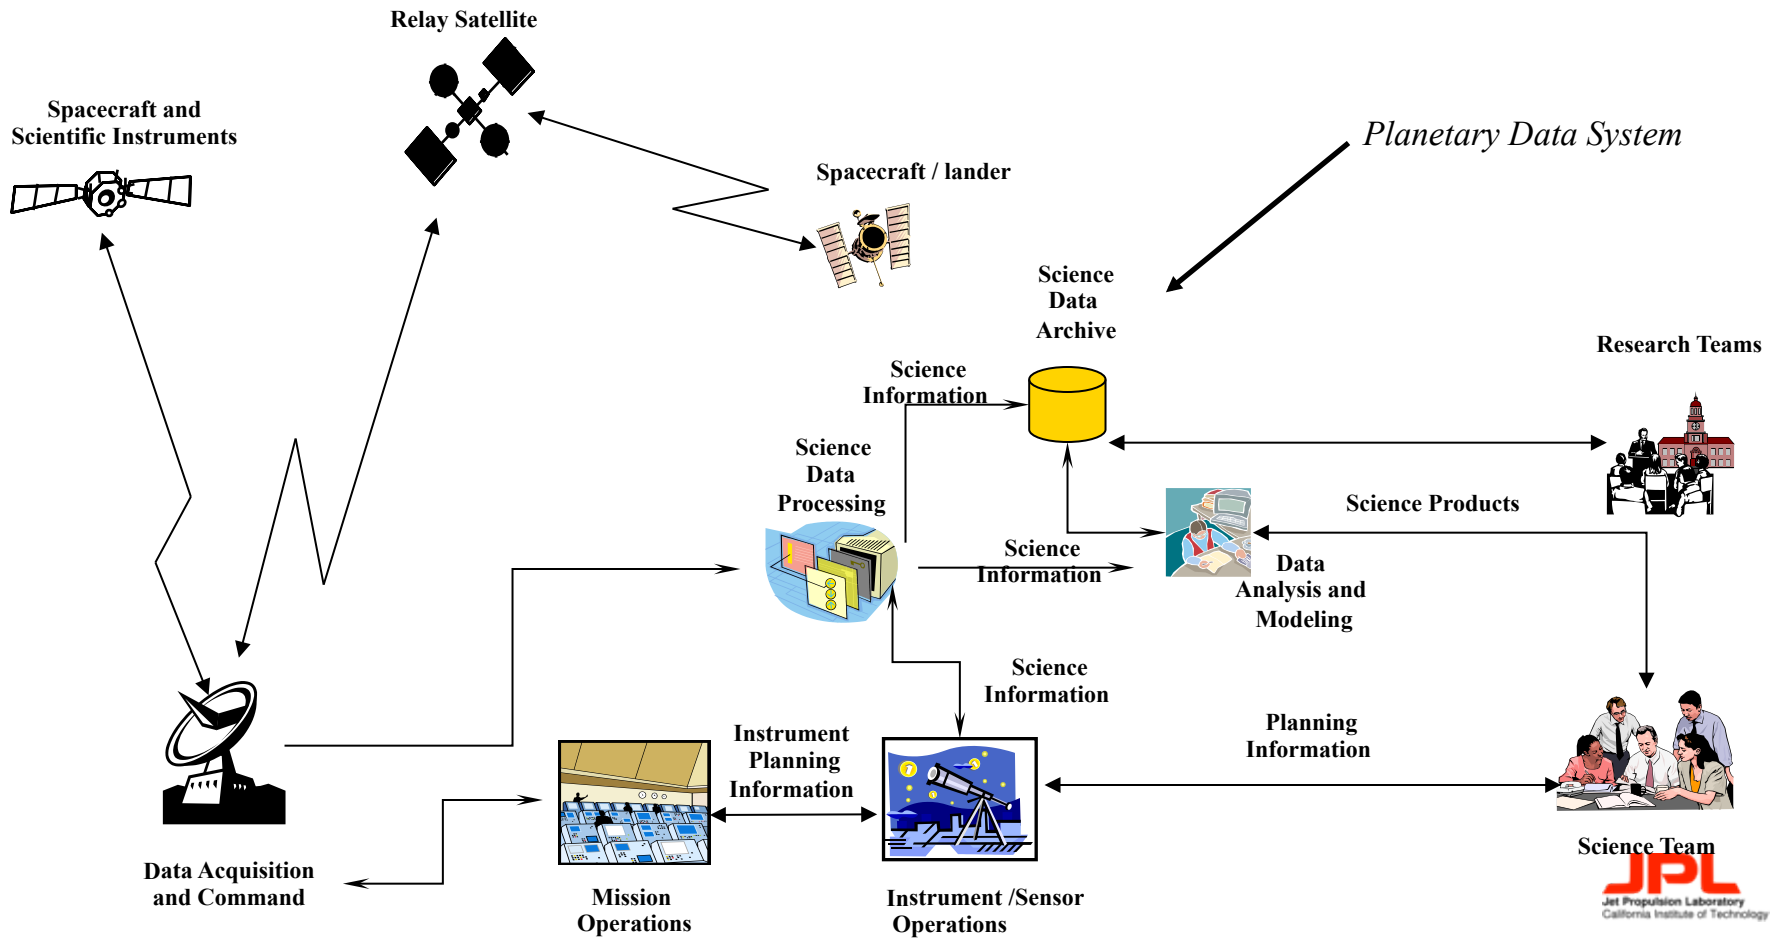 Relay Satellite
Spacecraft and
Scientific Instruments
Planetary Data System
Spacecraft / lander
Science
Data
Archive
Research Teams
Science
Information
Science
Data
Processing
Science Products
Science
Information
Data
Analysis and
Modeling
Science
Information
Planning
Information
Instrument
Planning
Information
Science Team
Data Acquisition
and Command
Mission
Operations
Instrument /Sensor
Operations
JPL
Jet Propulsion Laboratory
California Institute of Technology